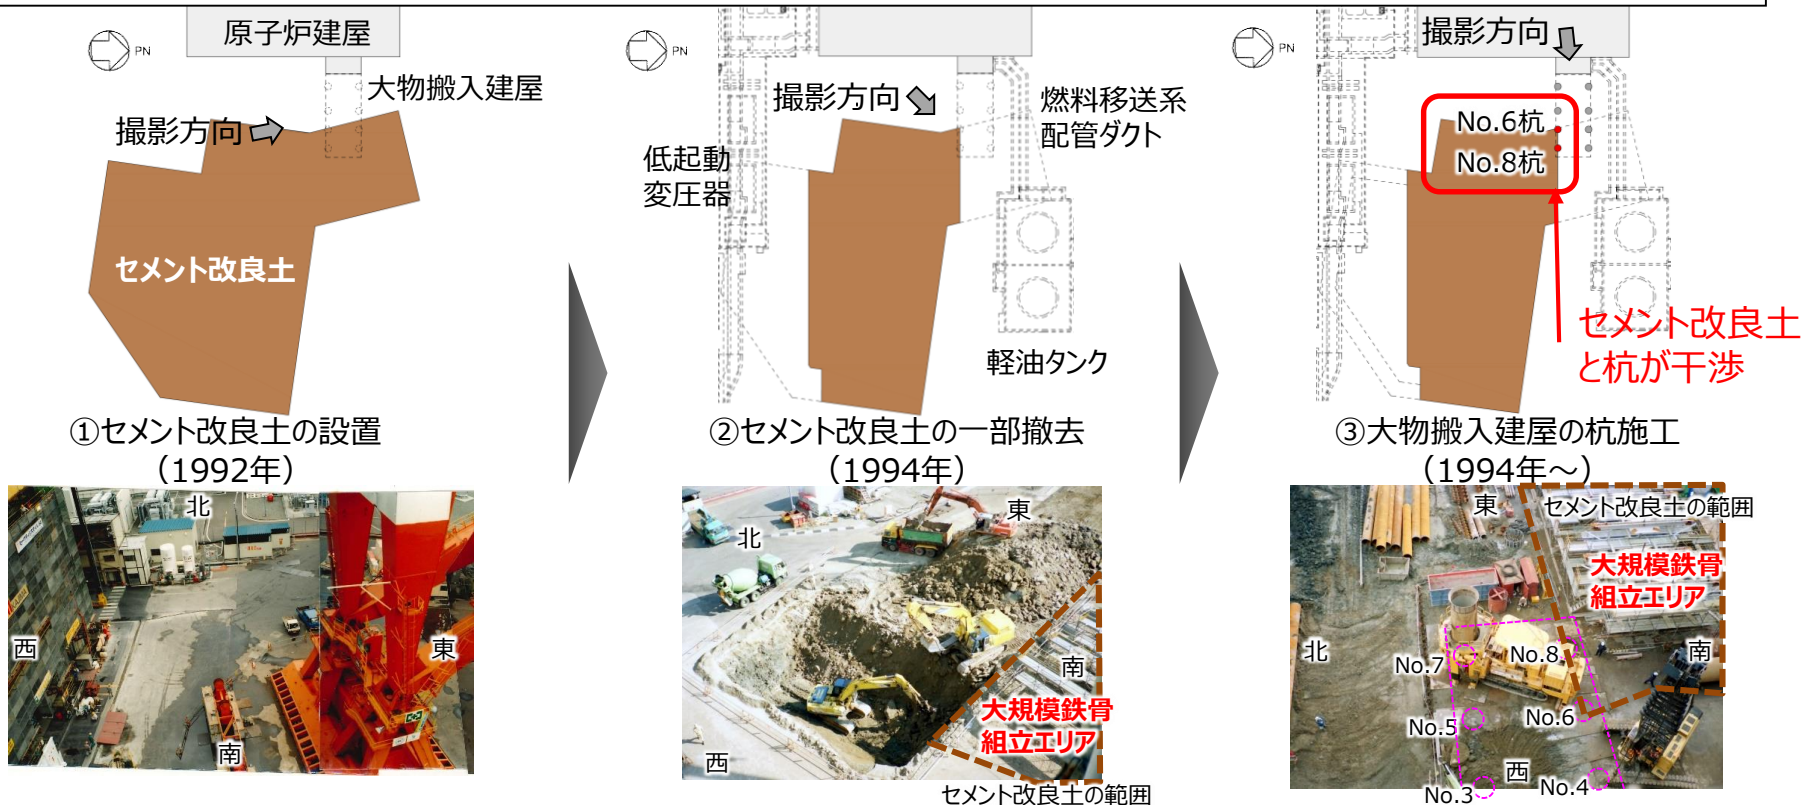 原子炉建屋
PN
大物搬入建屋
撮影方向
セメント改良土
①セメント改良土の設置
（1992年）
北
西
東
南
PN
撮影方向
燃料移送系
配管ダクト
低起動
変圧器
軽油タンク
②セメント改良土の一部撤去
（1994年）
東
北
南
大規模鉄骨
組立エリア
西
セメント改良土の範囲
撮影方向
PN
No.6杭
No.8杭
セメント改良土
と杭が干渉
③大物搬入建屋の杭施工
（1994年～）
東
セメント改良土の範囲
大規模鉄骨
組立エリア
北
南
No.7
No.8
No.5
No.6
西
No.3
No.4